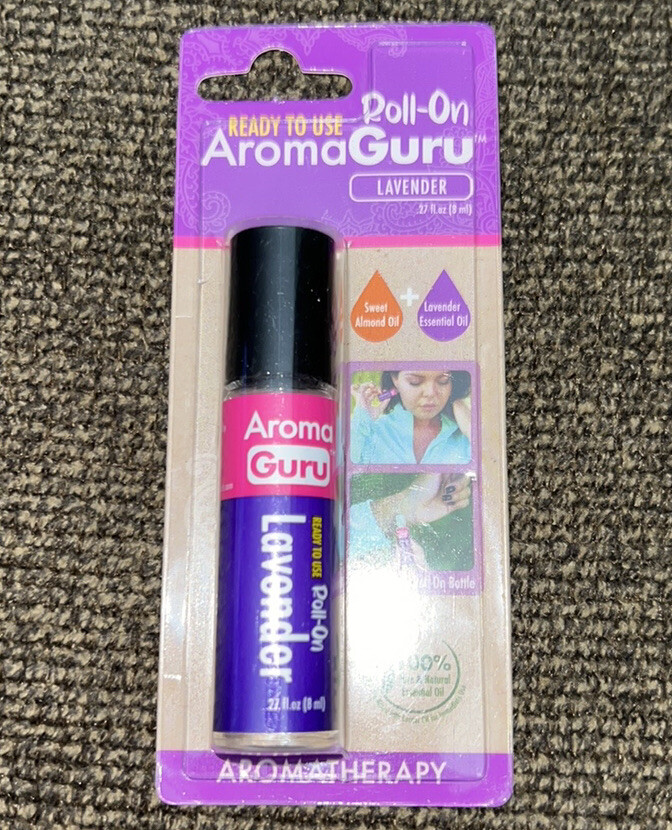 Roll-On
READY TO USE
AromaGuru™
LAVENDER
.27 fl.oz (8 ml)
Sweet
Almond Oil
+
Lavender
Essential Oil
Aroma
Guru
READY TO USE Roll-On
Lavender
.27 fl.oz (8 ml)
On Bottle
100%
& Natural
Essential Oil
AROMATHERAPY